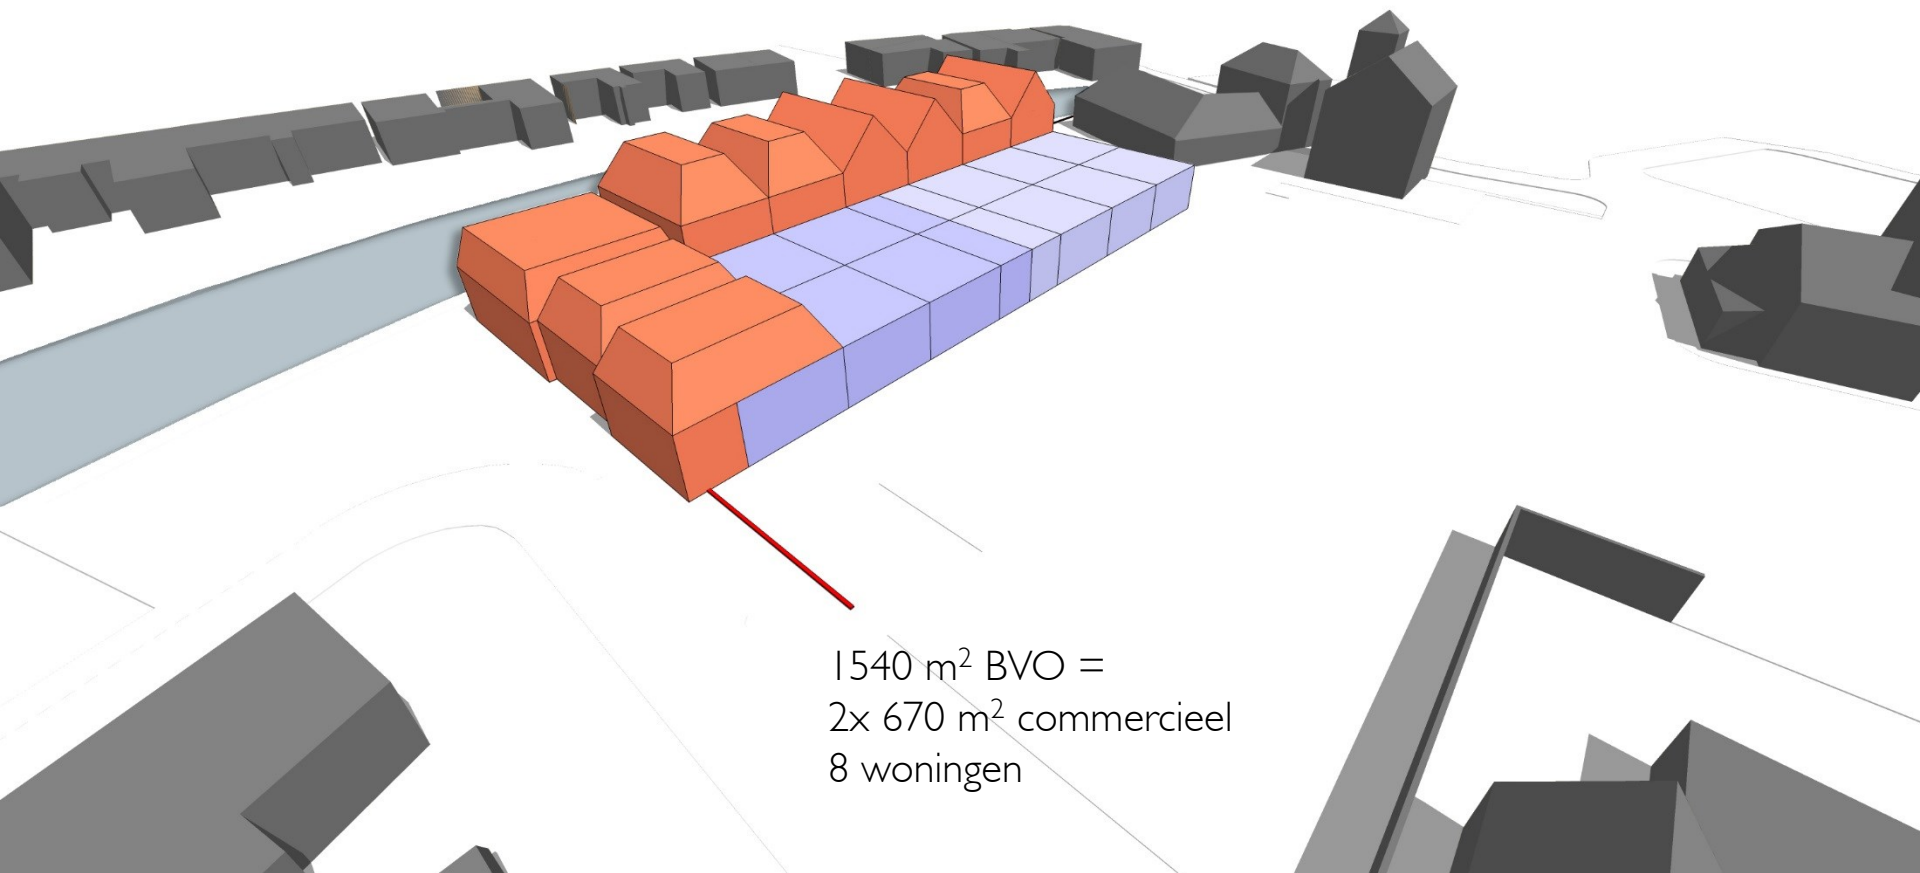 1540 m² BVO =
2x 670 m² commercieel
8 woningen